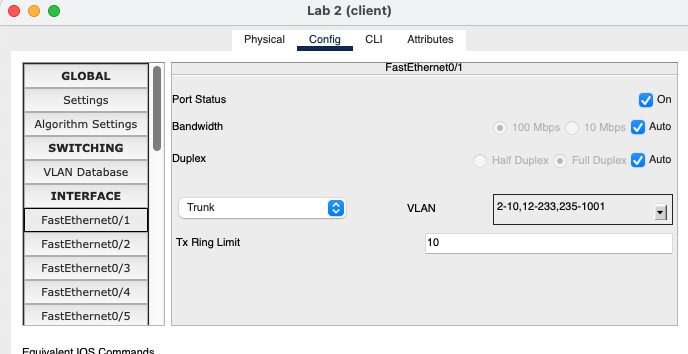 Lab 2 (client)
Physical Config CLI Attributes
GLOBAL
Settings
Algorithm Settings
SWITCHING
VLAN Database
INTERFACE
FastEthernet0/1
FastEthernet0/2
FastEthernet0/3
FastEthernet0/4
FastEthernet0/5
FastEthernet0/1
Port Status On
Bandwidth 100 Mbps 10 Mbps Auto
Duplex Half Duplex Full Duplex Auto
Trunk VLAN 2-10,12-233,235-1001
Tx Ring Limit 10
Equivalent IOS Commands